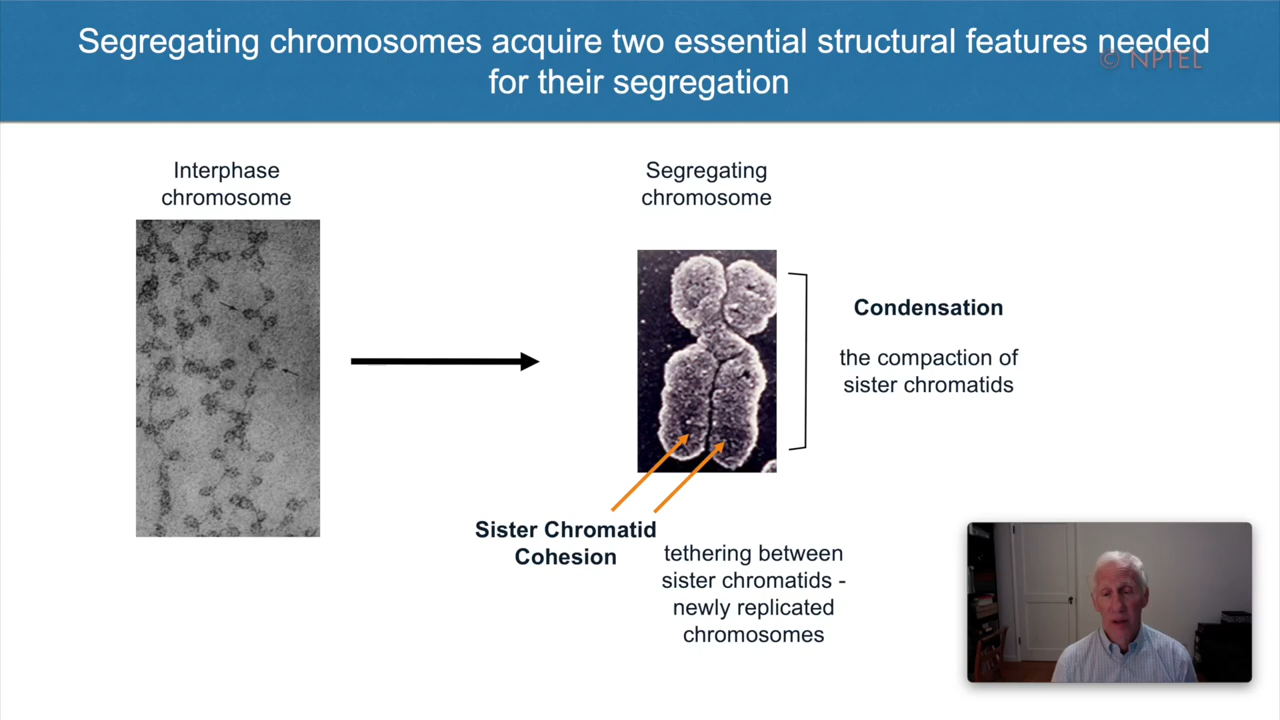 Segregating chromosomes acquire two essential structural features needed
for their segregation
© NPTEL
Interphase
chromosome
Segregating
chromosome
Condensation
the compaction of
sister chromatids
Sister Chromatid
Cohesion
tethering between
sister chromatids -
newly replicated
chromosomes